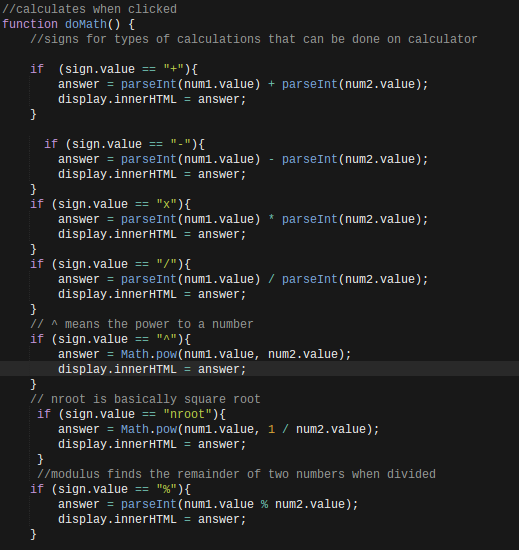 //calculates when clicked
function doMath() {
    //signs for types of calculations that can be done on calculator

    if  (sign.value == "+"){
        answer = parseInt(num1.value) + parseInt(num2.value);
        display.innerHTML = answer;
    }

      if (sign.value == "-"){
        answer = parseInt(num1.value) - parseInt(num2.value);
        display.innerHTML = answer;
    }
    if (sign.value == "x"){
        answer = parseInt(num1.value) * parseInt(num2.value);
        display.innerHTML = answer;
    }
    if (sign.value == "/"){
        answer = parseInt(num1.value) / parseInt(num2.value);
        display.innerHTML = answer;
    }
    // ^ means the power to a number
    if (sign.value == "^"){
        answer = Math.pow(num1.value, num2.value);
        display.innerHTML = answer;
    }
    // nroot is basically square root
     if (sign.value == "nroot"){
        answer = Math.pow(num1.value, 1 / num2.value);
        display.innerHTML = answer;
     }
     //modulus finds the remainder of two numbers when divided
    if (sign.value == "%"){
        answer = parseInt(num1.value % num2.value);
        display.innerHTML = answer;
    }